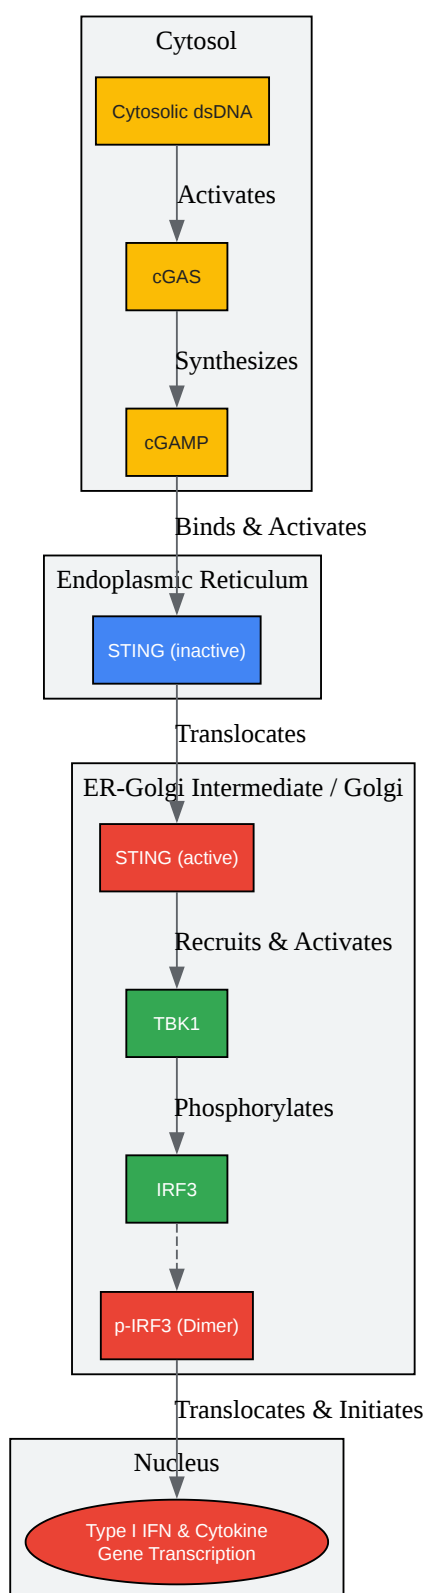 Cytosol
Cytosolic dsDNA
Activates
cGAS
Synthesizes
cGAMP
Binds & Activates
Endoplasmic Reticulum
STING (inactive)
Translocates
ER-Golgi Intermediate / Golgi
STING (active)
Recruits & Activates
TBK1
Phosphorylates
IRF3
p-IRF3 (Dimer)
Translocates & Initiates
Nucleus
Type I IFN & Cytokine
Gene Transcription